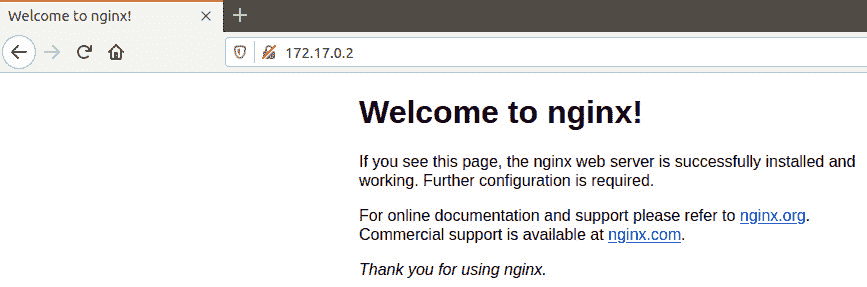 Welcome to nginx!
172.17.0.2
Welcome to nginx!
If you see this page, the nginx web server is successfully installed and
working. Further configuration is required.
For online documentation and support please refer to nginx.org.
Commercial support is available at nginx.com.
Thank you for using nginx.